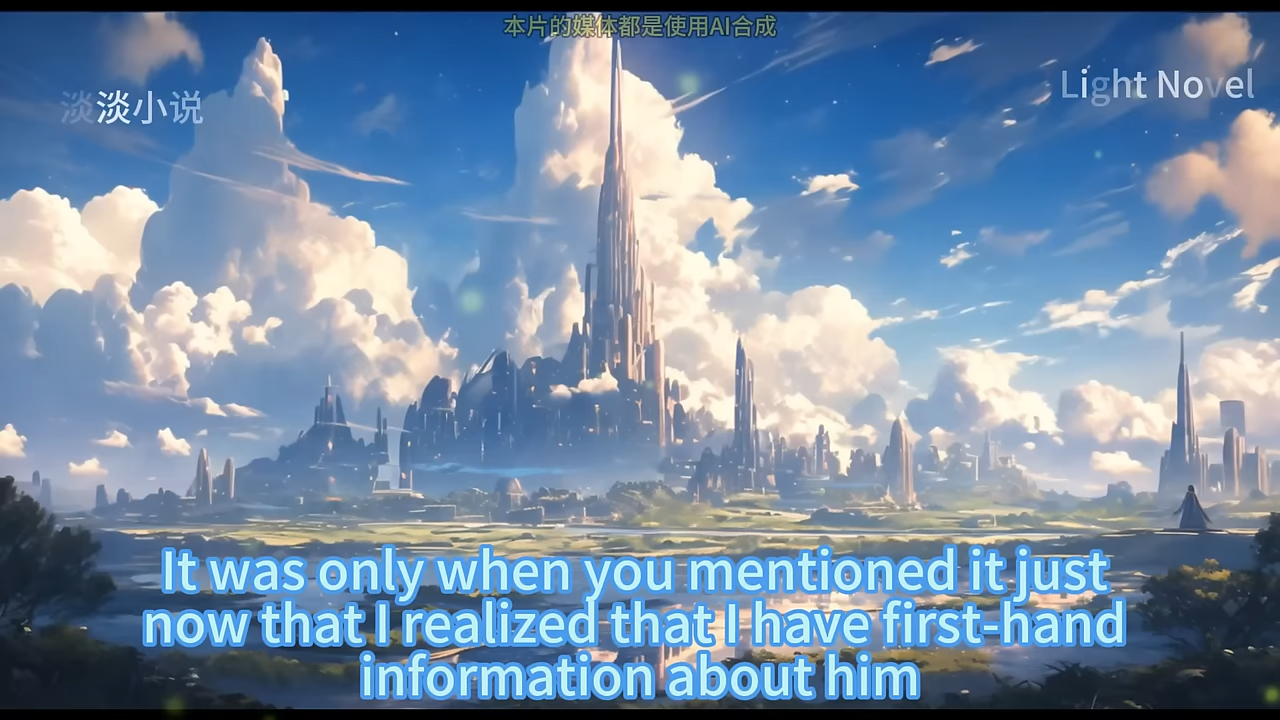 本片的媒体都是使用AI合成
淡淡小说
Light Novel
It was only when you mentioned it just
now that I realized that I have first-hand
information about him